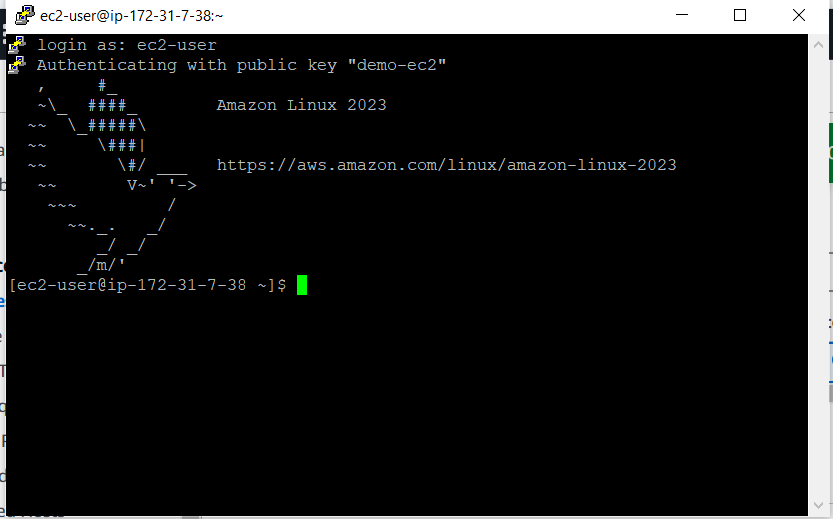 ec2-user@ip-172-31-7-38:~
login as: ec2-user
Authenticating with public key "demo-ec2"
   ,     #_
   ~\_  ####_        Amazon Linux 2023
  ~~  \_#####\
  ~~     \###|
  ~~       \#/ ___   https://aws.amazon.com/linux/amazon-linux-2023
   ~~       V~' '->
    ~~~         /
      ~~._.   _/
         _/ _/
       _/m/'
[ec2-user@ip-172-31-7-38 ~]$